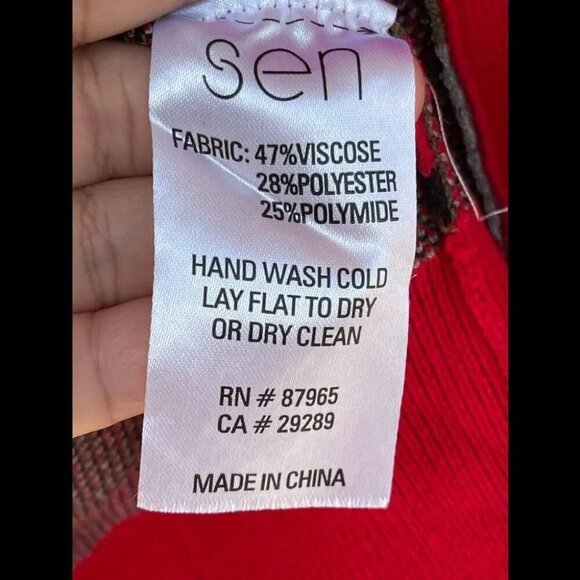 sen
FABRIC: 47%VISCOSE
28%POLYESTER
25%POLYMIDE
HAND WASH COLD
LAY FLAT TO DRY
OR DRY CLEAN
RN # 87965
CA # 29289
MADE IN CHINA